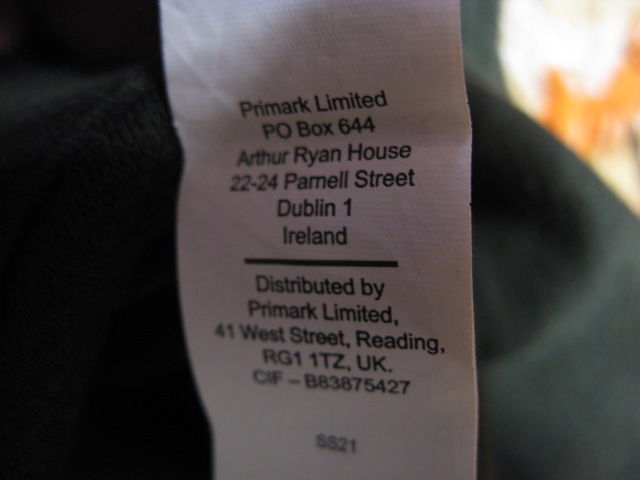 Primark Limited
PO Box 644
Arthur Ryan House
22-24 Parnell Street
Dublin 1
Ireland
Distributed by
Primark Limited,
41 West Street, Reading,
RG1 1TZ, UK.
CIF – B83875427
SS21